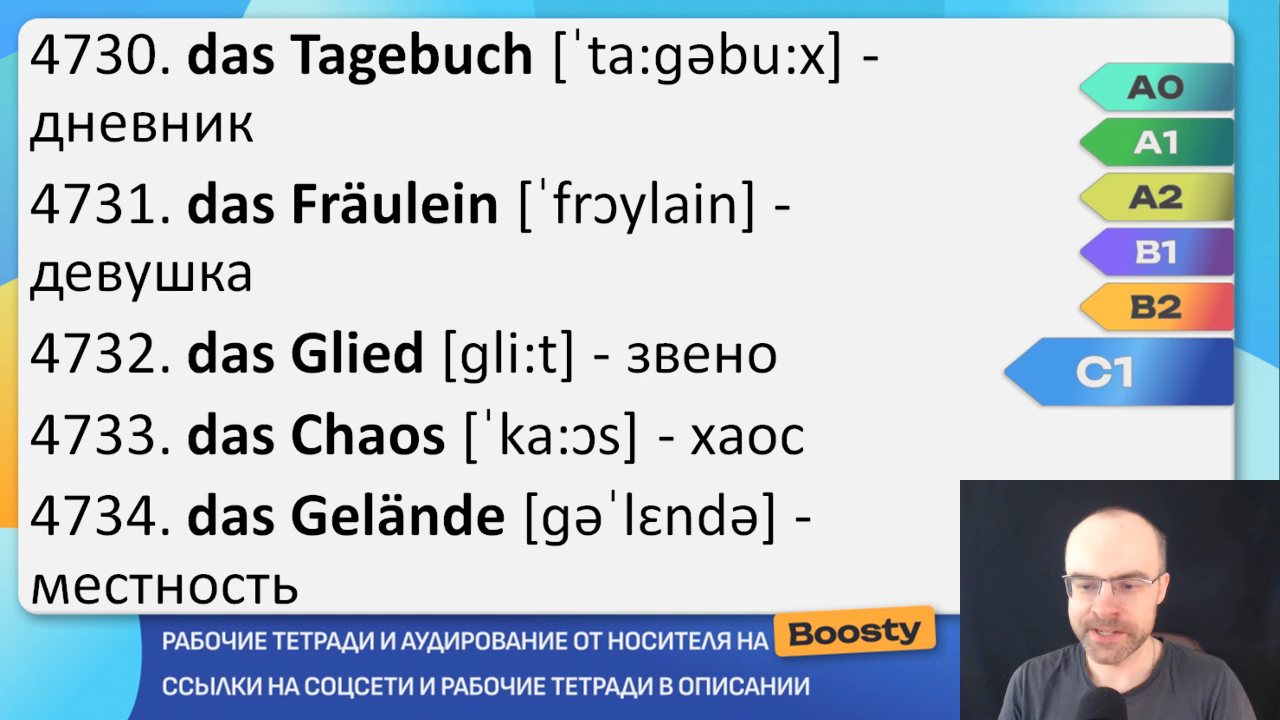 4730. das Tagebuch [ˈta:gəbu:x] -
дневник
4731. das Fräulein [ˈfrɔylain] -
девушка
4732. das Glied [gli:t] - звено
4733. das Chaos [ˈka:ɔs] - хаос
4734. das Gelände [gəˈlɛndə] -
местность
A0
A1
A2
B1
B2
C1
РАБОЧИЕ ТЕТРАДИ И АУДИРОВАНИЕ ОТ НОСИТЕЛЯ НА Boosty
ССЫЛКИ НА СОЦСЕТИ И РАБОЧИЕ ТЕТРАДИ В ОПИСАНИИ